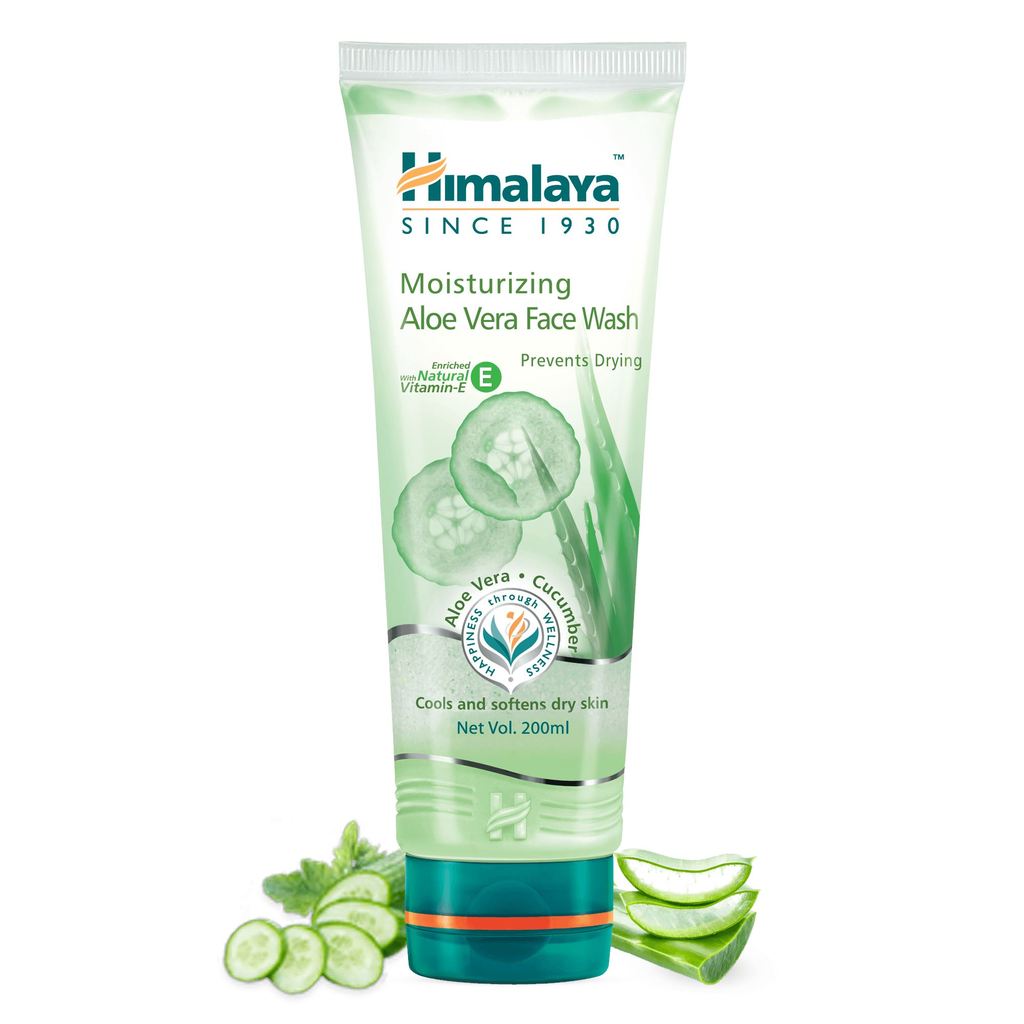 Himalaya™
SINCE 1930
Moisturizing
Aloe Vera Face Wash
Prevents Drying
Enriched
With Natural
Vitamin-E
E
Aloe Vera • Cucumber
HAPPINESS through WELLNESS
Cools and softens dry skin
Net Vol. 200ml
H